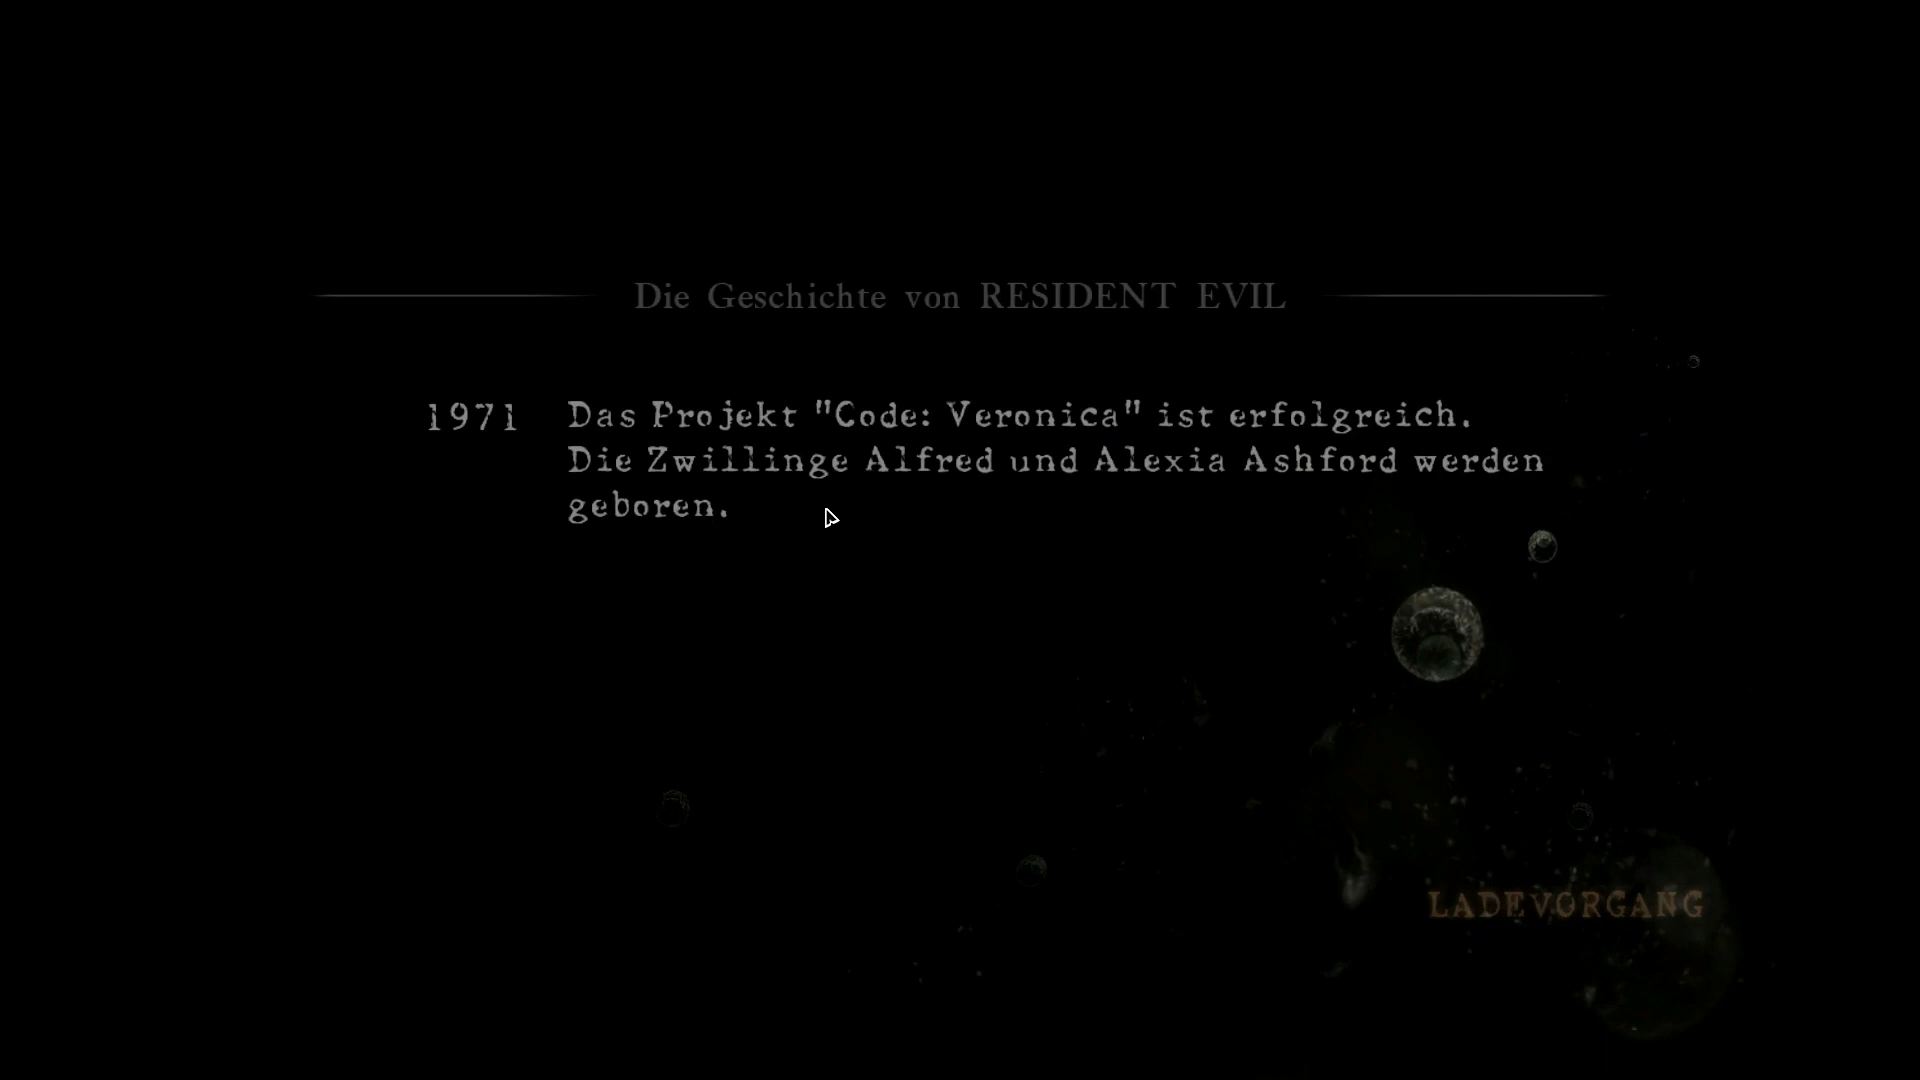 Die Geschichte von RESIDENT EVIL
1971 Das Projekt "Code: Veronica" ist erfolgreich.
Die Zwillinge Alfred und Alexia Ashford werden
geboren.
LADEVORGANG